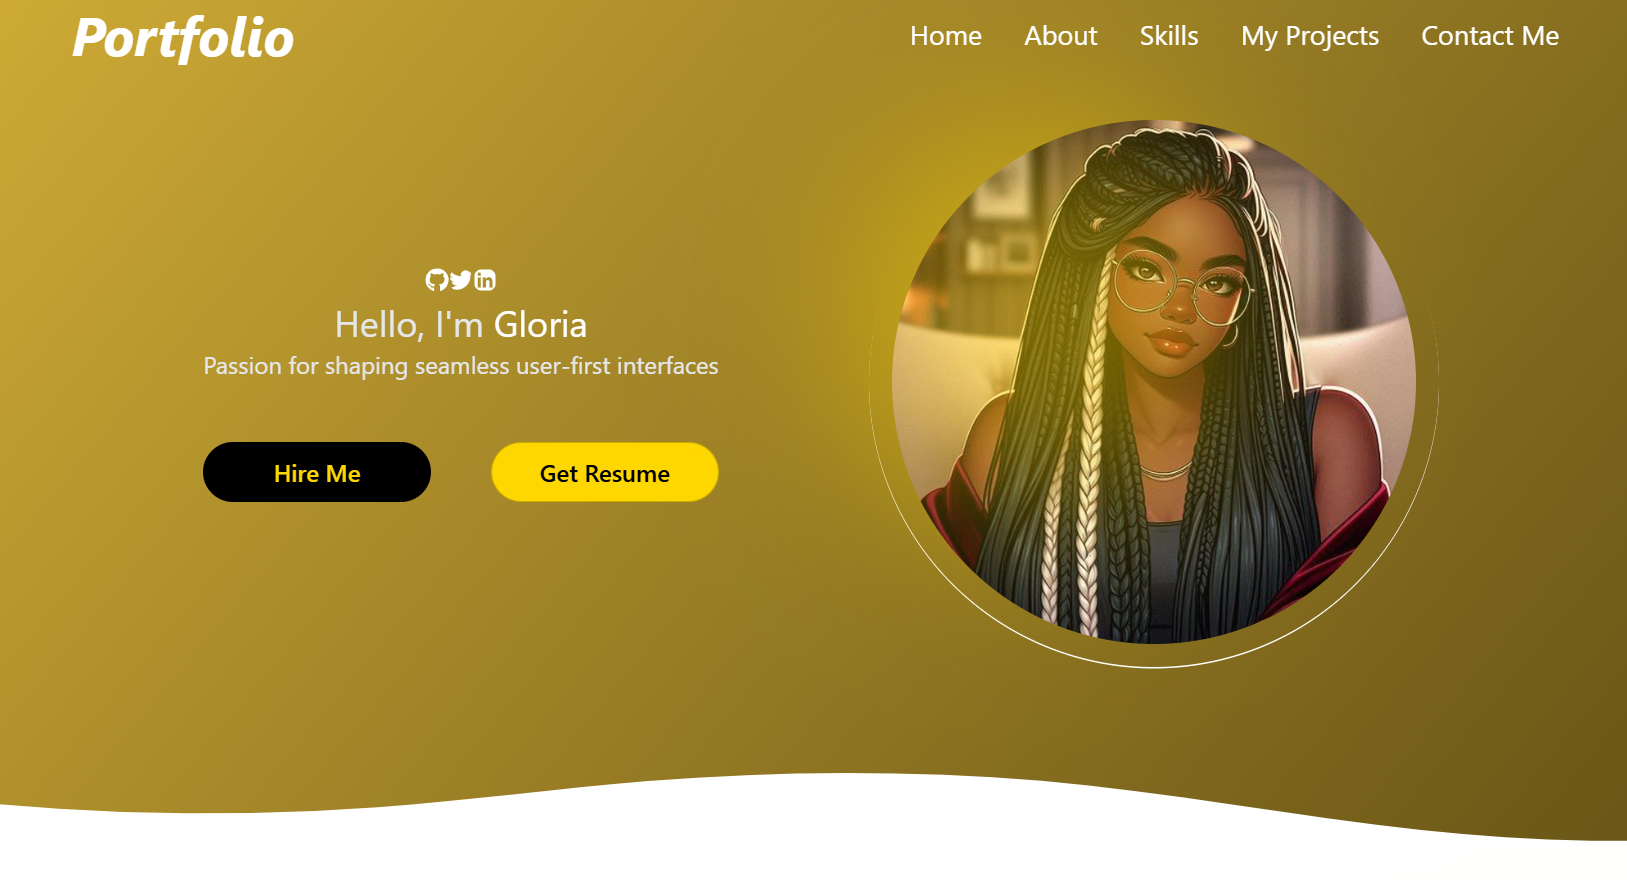 Portfolio
Home About Skills My Projects Contact Me
Hello, I'm Gloria
Passion for shaping seamless user-first interfaces
Hire Me
Get Resume